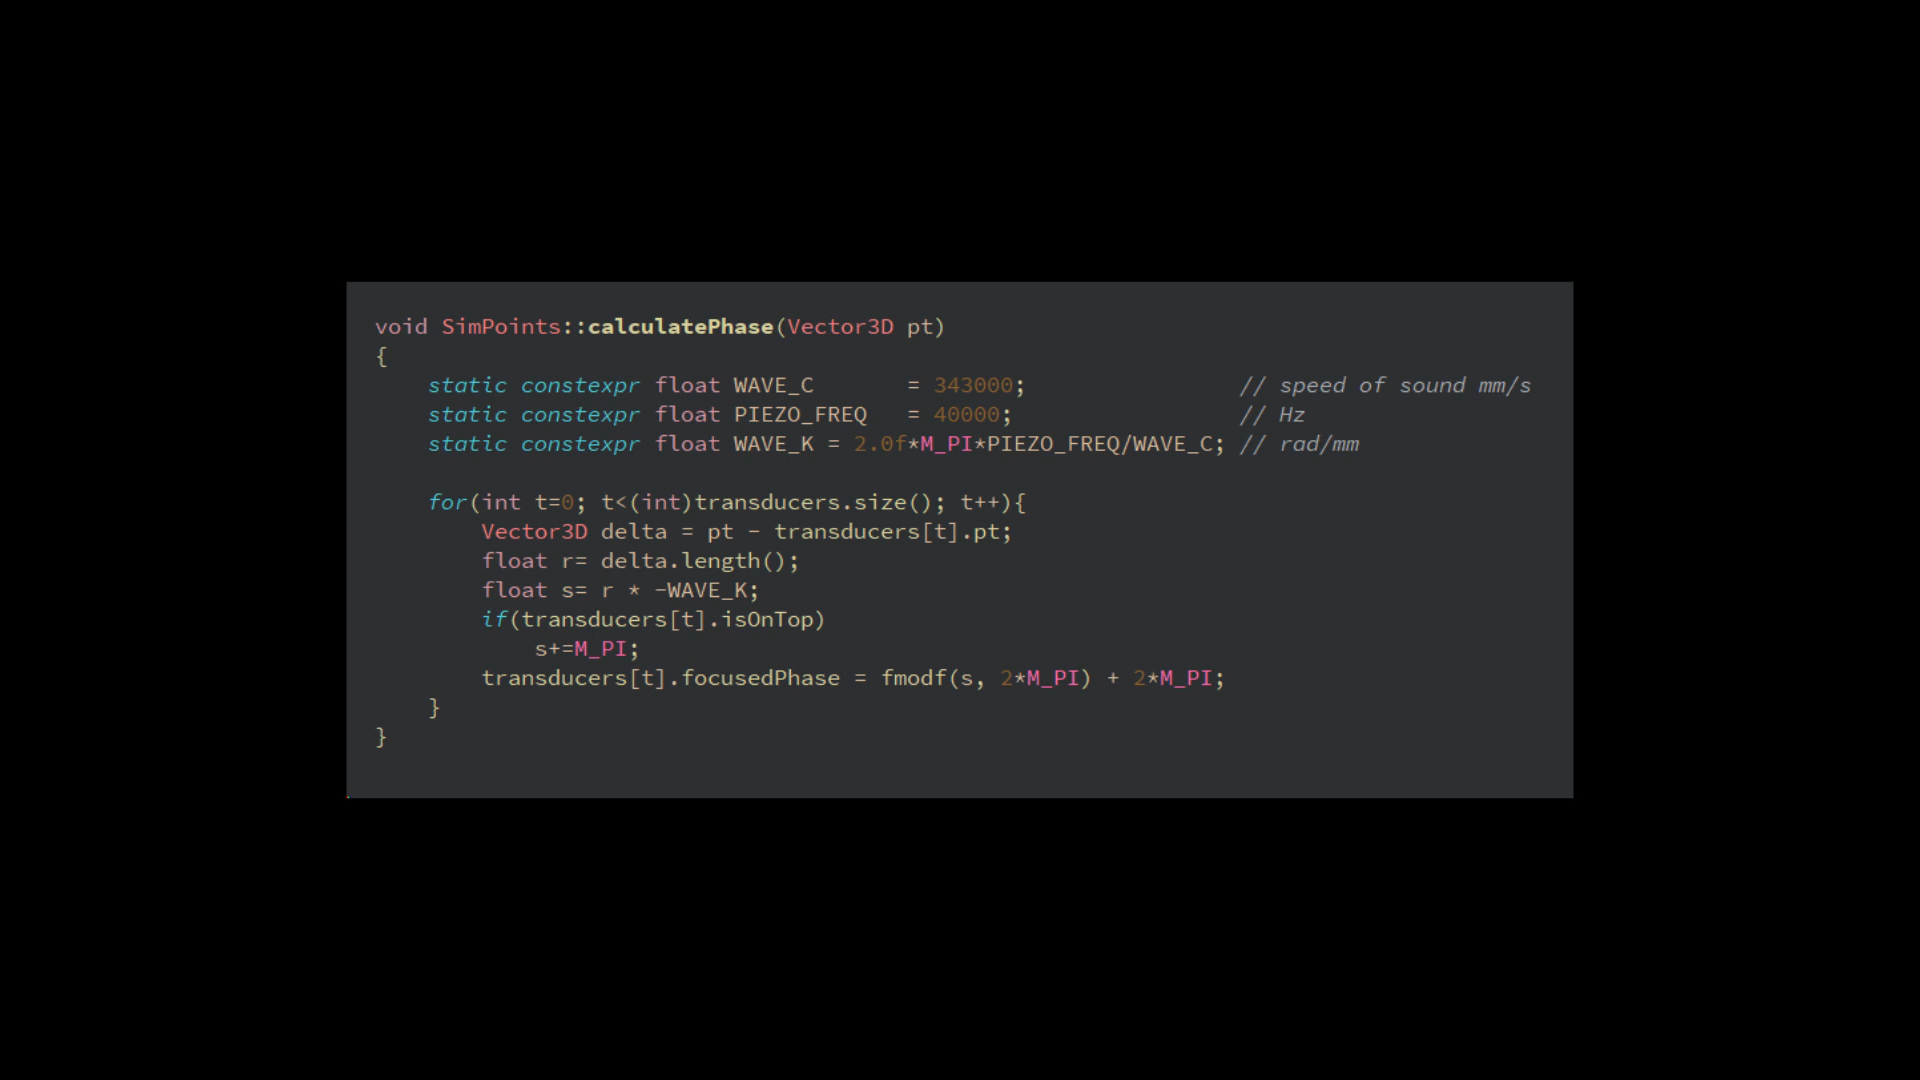 void SimPoints::calculatePhase(Vector3D pt)
{
    static constexpr float WAVE_C       = 343000;                // speed of sound mm/s
    static constexpr float PIEZO_FREQ   = 40000;                 // Hz
    static constexpr float WAVE_K = 2.0f*M_PI*PIEZO_FREQ/WAVE_C; // rad/mm

    for(int t=0; t<(int)transducers.size(); t++){
        Vector3D delta = pt - transducers[t].pt;
        float r= delta.length();
        float s= r * -WAVE_K;
        if(transducers[t].isOnTop)
            s+=M_PI;
        transducers[t].focusedPhase = fmodf(s, 2*M_PI) + 2*M_PI;
    }
}